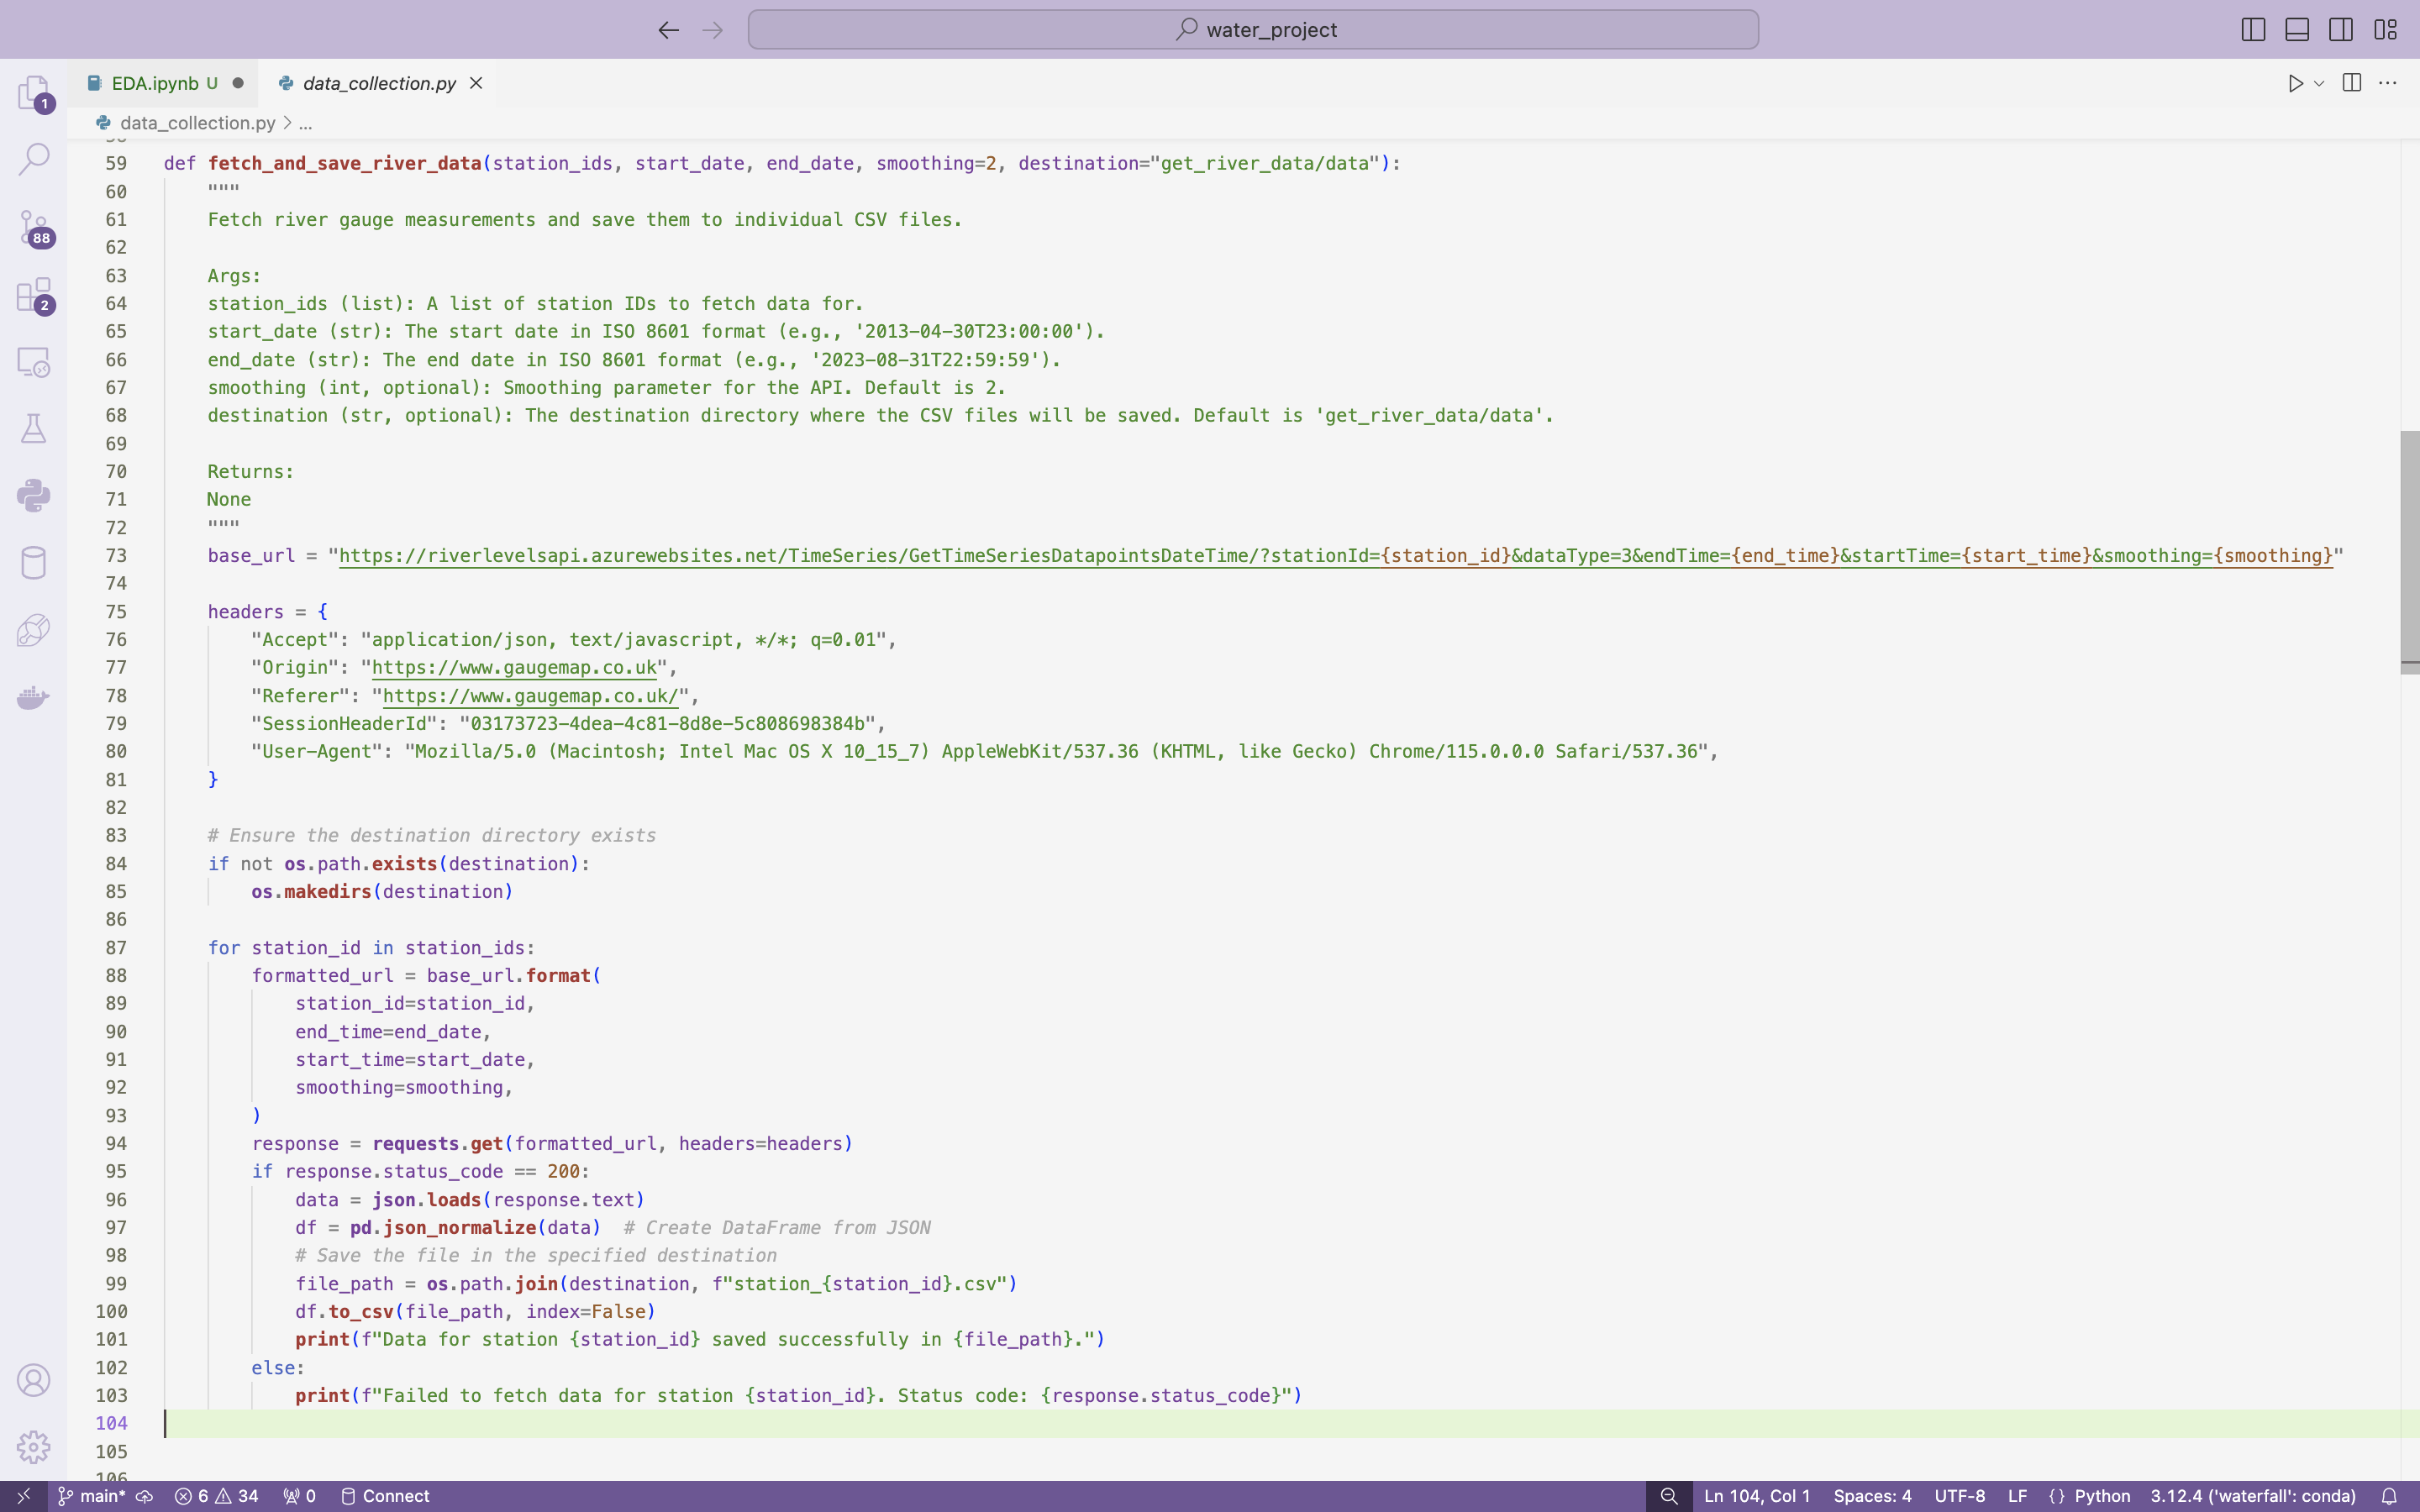 water_project
EDA.ipynb U
data_collection.py
data_collection.py > ...
1
88
2
59 def fetch_and_save_river_data(station_ids, start_date, end_date, smoothing=2, destination="get_river_data/data"):
60     """
61     Fetch river gauge measurements and save them to individual CSV files.
62
63     Args:
64     station_ids (list): A list of station IDs to fetch data for.
65     start_date (str): The start date in ISO 8601 format (e.g., '2013-04-30T23:00:00').
66     end_date (str): The end date in ISO 8601 format (e.g., '2023-08-31T22:59:59').
67     smoothing (int, optional): Smoothing parameter for the API. Default is 2.
68     destination (str, optional): The destination directory where the CSV files will be saved. Default is 'get_river_data/data'.
69
70     Returns:
71     None
72     """
73     base_url = "https://riverlevelsapi.azurewebsites.net/TimeSeries/GetTimeSeriesDatapointsDateTime/?stationId={station_id}&dataType=3&endTime={end_time}&startTime={start_time}&smoothing={smoothing}"
74
75     headers = {
76         "Accept": "application/json, text/javascript, */*; q=0.01",
77         "Origin": "https://www.gaugemap.co.uk",
78         "Referer": "https://www.gaugemap.co.uk/",
79         "SessionHeaderId": "03173723-4dea-4c81-8d8e-5c808698384b",
80         "User-Agent": "Mozilla/5.0 (Macintosh; Intel Mac OS X 10_15_7) AppleWebKit/537.36 (KHTML, like Gecko) Chrome/115.0.0.0 Safari/537.36",
81     }
82
83     # Ensure the destination directory exists
84     if not os.path.exists(destination):
85         os.makedirs(destination)
86
87     for station_id in station_ids:
88         formatted_url = base_url.format(
89             station_id=station_id,
90             end_time=end_date,
91             start_time=start_date,
92             smoothing=smoothing,
93         )
94         response = requests.get(formatted_url, headers=headers)
95         if response.status_code == 200:
96             data = json.loads(response.text)
97             df = pd.json_normalize(data)  # Create DataFrame from JSON
98             # Save the file in the specified destination
99             file_path = os.path.join(destination, f"station_{station_id}.csv")
100             df.to_csv(file_path, index=False)
101             print(f"Data for station {station_id} saved successfully in {file_path}.")
102         else:
103             print(f"Failed to fetch data for station {station_id}. Status code: {response.status_code}")
104
105
106
main* 6 34 0 Connect Ln 104, Col 1 Spaces: 4 UTF-8 LF {} Python 3.12.4 ('waterfall': conda)